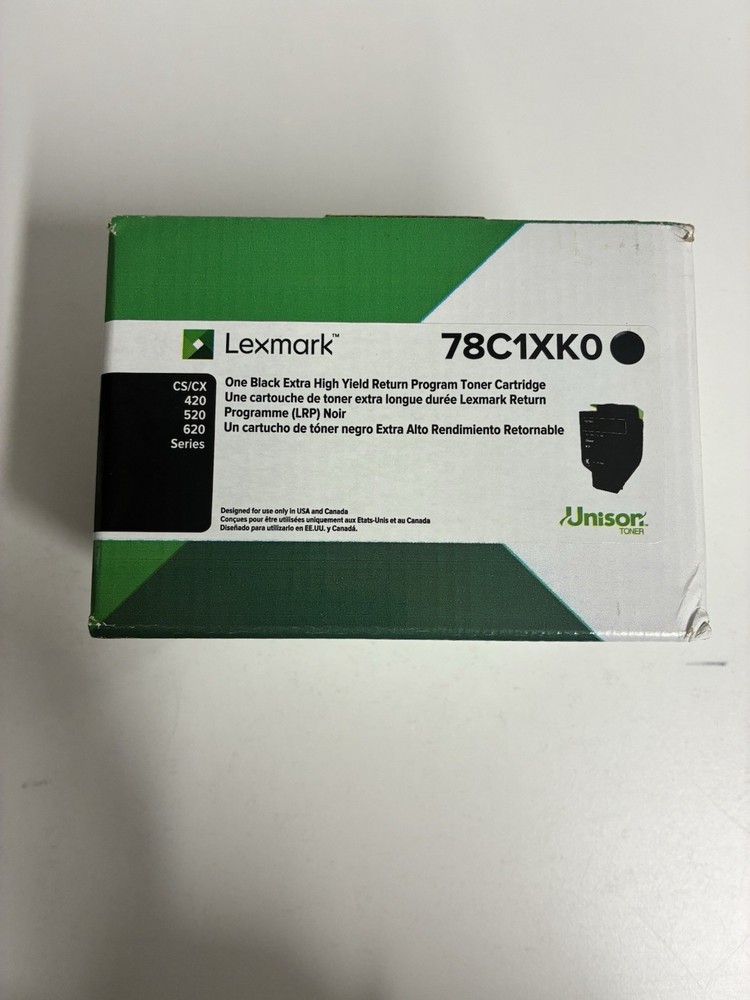 Lexmark™
78C1XK0
CS/CX
420
520
620
Series
One Black Extra High Yield Return Program Toner Cartridge
Une cartouche de toner extra longue durée Lexmark Return
Programme (LRP) Noir
Un cartucho de tóner negro Extra Alto Rendimiento Retornable
Designed for use only in USA and Canada
Conçues pour être utilisées uniquement aux Etats-Unis et au Canada
Diseñado para utilizarlo en EE.UU. y Canadá.
Unison™
TONER